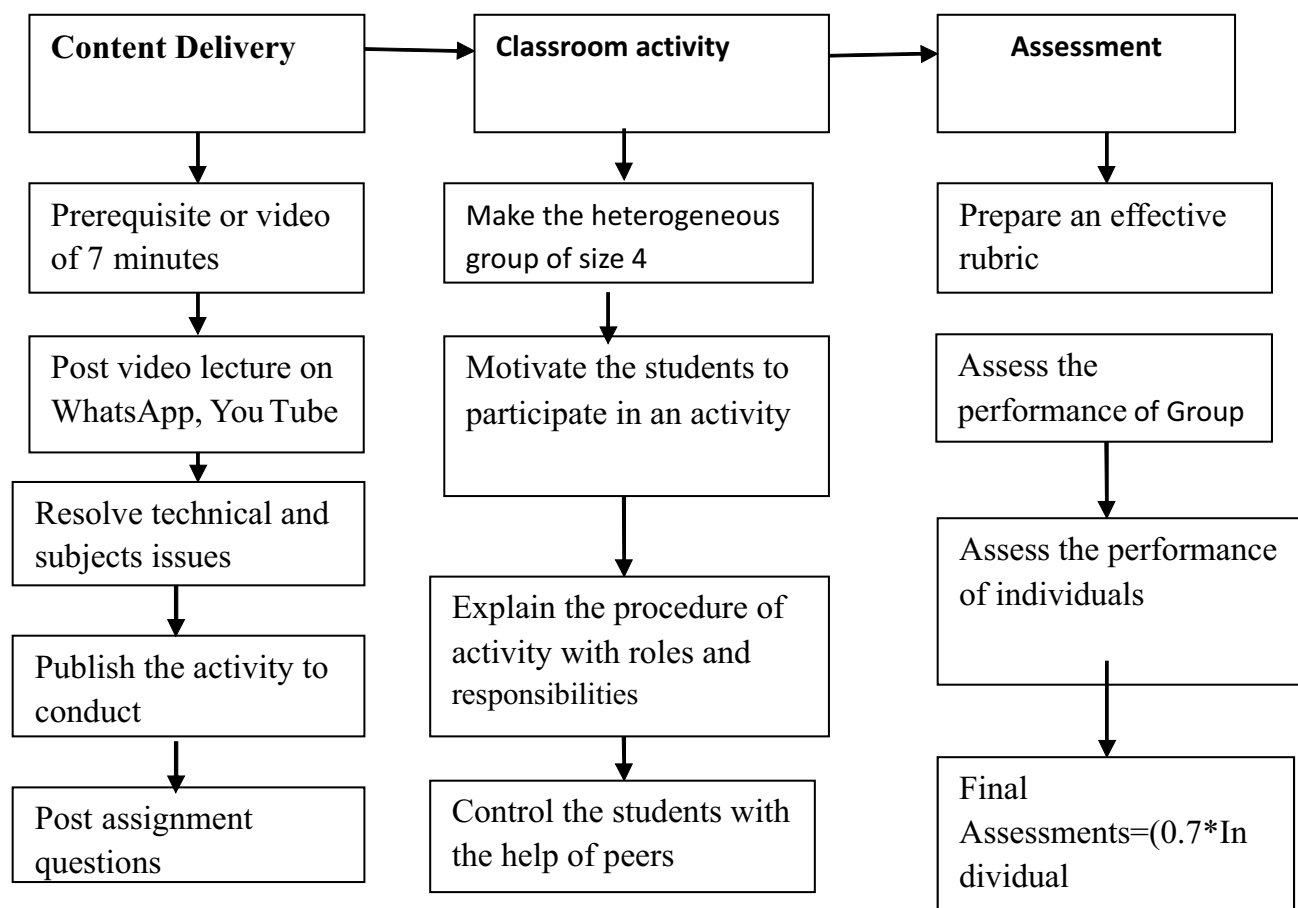 Content Delivery
Prerequisite or video
of 7 minutes
Post video lecture on
WhatsApp, You Tube
Resolve technical and
subjects issues
Publish the activity to
conduct
Post assignment
questions
Classroom activity
Make the heterogeneous
group of size 4
Motivate the students to
participate in an activity
Explain the procedure of
activity with roles and
responsibilities
Control the students with
the help of peers
Assessment
Prepare an effective
rubric
Assess the
performance of Group
Assess the performance
of individuals
Final
Assessments=(0.7*In
dividual